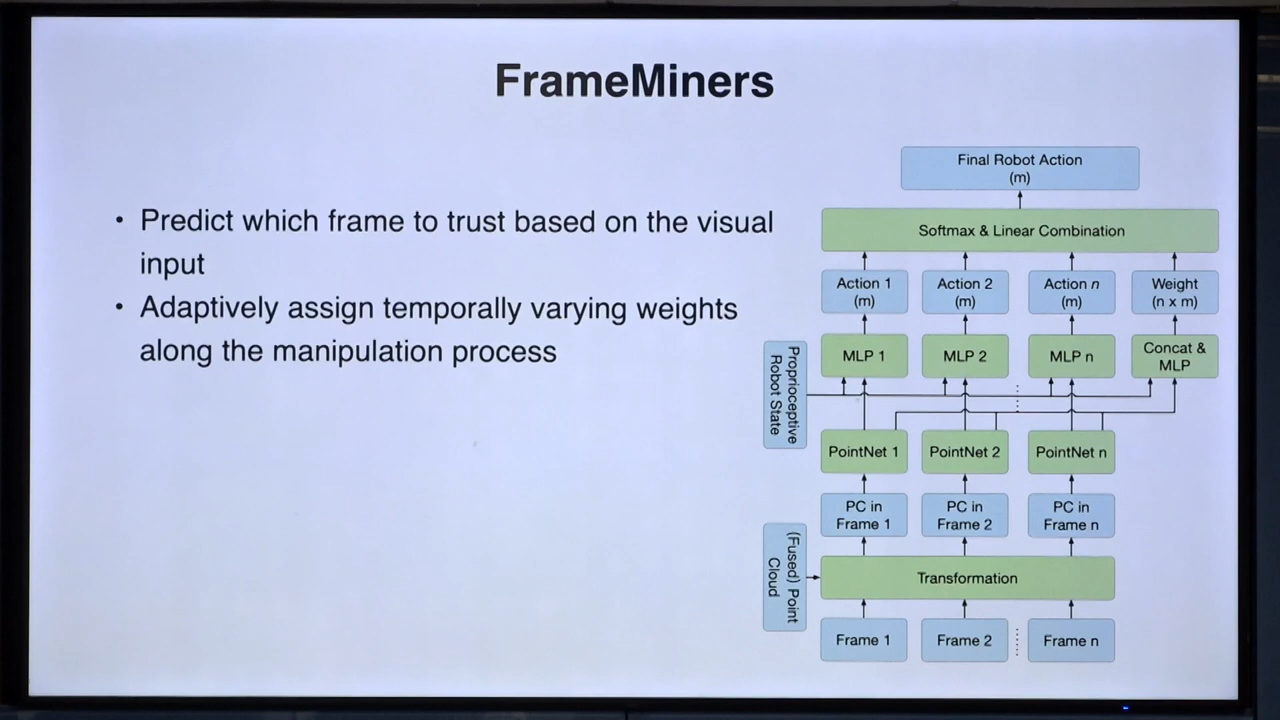 FrameMiners
• Predict which frame to trust based on the visual
input
• Adaptively assign temporally varying weights
along the manipulation process
Final Robot Action
(m)
Softmax & Linear Combination
Action 1
(m)
Action 2
(m)
Action n
(m)
Weight
(n x m)
MLP 1
MLP 2
MLP n
Concat &
MLP
Proprioceptive
Robot State
PointNet 1
PointNet 2
PointNet n
PC in
Frame 1
PC in
Frame 2
PC in
Frame n
(Fused) Point
Cloud
Transformation
Frame 1
Frame 2
Frame n